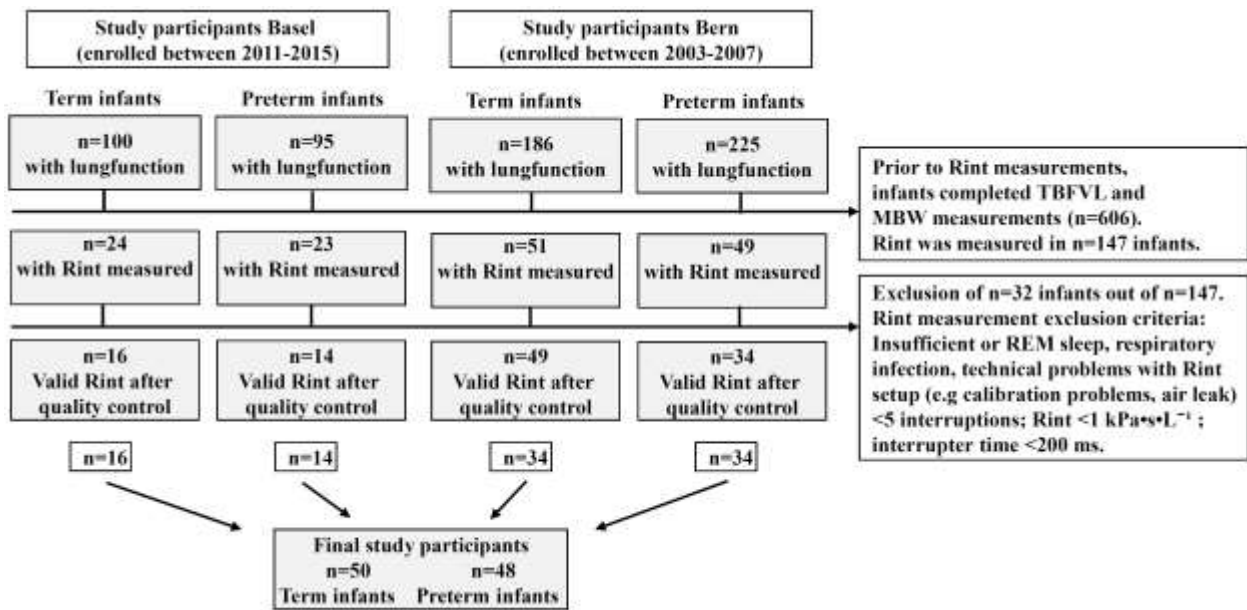 Study participants Basel
(enrolled between 2011-2015)
Study participants Bern
(enrolled between 2003-2007)
Term infants
Preterm infants
Term infants
Preterm infants
n=100
with lungfunction
n=95
with lungfunction
n=186
with lungfunction
n=225
with lungfunction
Prior to Rint measurements,
infants completed TBFVL and
MBW measurements (n=606).
Rint was measured in n=147 infants.
n=24
with Rint measured
n=23
with Rint measured
n=51
with Rint measured
n=49
with Rint measured
Exclusion of n=32 infants out of n=147.
Rint measurement exclusion criteria:
Insufficient or REM sleep, respiratory
infection, technical problems with Rint
setup (e.g calibration problems, air leak)
<5 interruptions; Rint <1 kPa•s•L⁻¹ ;
interrupter time <200 ms.
n=16
Valid Rint after
quality control
n=14
Valid Rint after
quality control
n=49
Valid Rint after
quality control
n=34
Valid Rint after
quality control
n=16
n=14
n=34
n=34
Final study participants
n=50
Term infants
n=48
Preterm infants